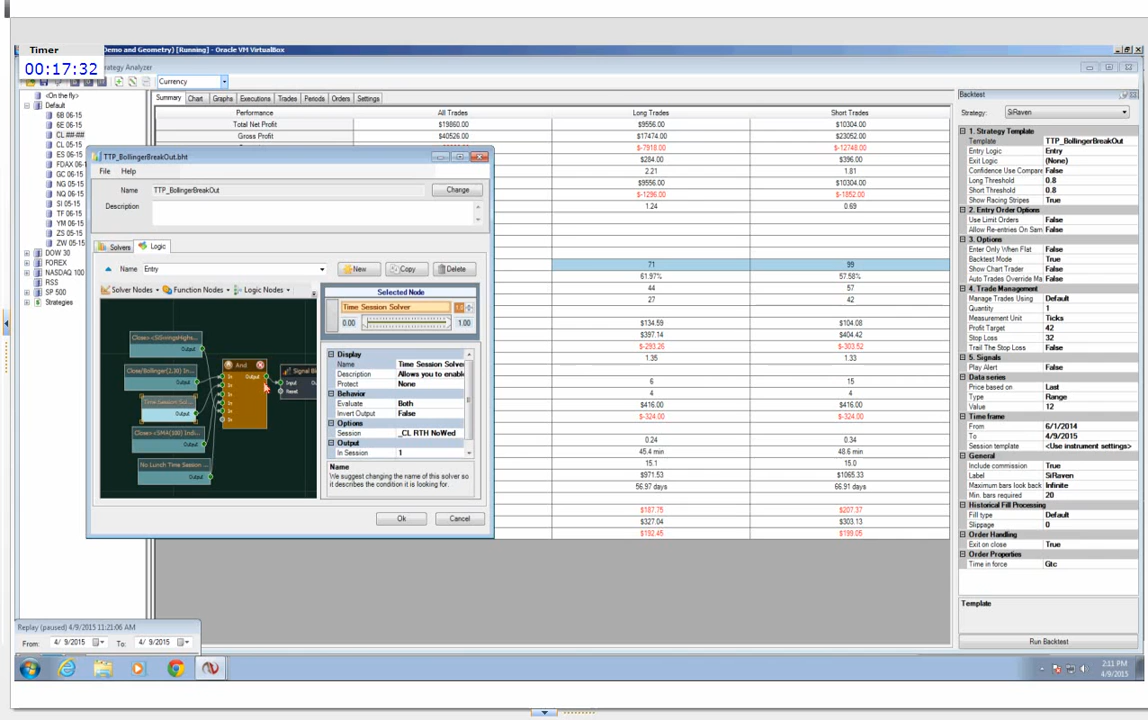 Timer
00:17:32
Demo and Geometry) [Running] - Oracle VM VirtualBox
trategy Analyzer
Currency
<On the fly>
Default
6B 06-15
6E 06-15
CL ##-##
CL 05-15
ES 06-15
FDAX 06-1
GC 06-15
NG 05-15
NQ 06-15
SI 05-15
TF 06-15
YM 06-15
ZS 05-15
ZW 05-15
DOW 30
FOREX
NASDAQ 100
RSS
SP 500
Strategies
Summary Chart Graphs Executions Trades Periods Orders Settings
Performance All Trades Long Trades Short Trades
Total Net Profit $19860.00 $9556.00 $10304.00
Gross Profit $40526.00 $17474.00 $23052.00
$-7918.00 $-12748.00
$284.00 $396.00
2.21 1.81
$9556.00 $10304.00
$-1296.00 $-1852.00
1.24 0.69
71 99
61.97% 57.58%
44 57
27 42
$134.59 $104.08
$397.14 $404.42
$-293.26 $-303.52
1.35 1.33
6 15
4 4
$416.00 $416.00
$-324.00 $-324.00
0.24 0.34
45.4 min 48.6 min
15.1 15.0
$971.53 $1065.33
56.97 days 66.91 days
$187.75 $207.37
$327.04 $303.13
$192.45 $199.05
TTP_BollingerBreakOut.bht
File Help
Name TTP_BollingerBreakOut Change
Description
Solvers Logic
Name Entry New Copy Delete
Solver Nodes Function Nodes Logic Nodes
Selected Node
Time Session Solver 1.0
0.00 1.00
Output
Close/Bollinger(2,30) In...
Output
Time Session Sol...
Output
Close> <SMA(100) Indi...
Output
No Lunch Time Session ...
Output
And
In Output
In
In
In
In
In
Signal Bl
Input Ou
Reset
Display
Name Time Session Solver
Description Allows you to enable
Protect None
Behavior
Evaluate Both
Invert Output False
Options
Session _CL RTH NoWed
Output
In Session 1
Name
We suggest changing the name of this solver so
it describes the condition it is looking for.
Ok Cancel
Backtest
Strategy: SiRaven
1. Strategy Template
Template TTP_BollingerBreakOut
Entry Logic Entry
Exit Logic (None)
Confidence Use Compare False
Long Threshold 0.8
Short Threshold 0.8
Show Racing Stripes True
2. Entry Order Options
Use Limit Orders False
Allow Re-entries On Sam False
3. Options
Enter Only When Flat False
Backtest Mode True
Show Chart Trader False
Auto Trades Override Ma False
4. Trade Management
Manage Trades Using Default
Quantity 1
Measurement Unit Ticks
Profit Target 42
Stop Loss 32
Trail The Stop Loss False
5. Signals
Play Alert False
Data series
Price based on Last
Type Range
Value 12
Time frame
From 6/1/2014
To 4/9/2015
Session template <Use instrument settings>
General
Include commission True
Label SiRaven
Maximum bars look back Infinite
Min. bars required 20
Historical Fill Processing
Fill type Default
Slippage 0
Order Handling
Exit on close True
Order Properties
Time in force Gtc
Template
Run Backtest
Replay (paused) 4/9/2015 11:21:06 AM
From: 4/ 9/2015 To: 4/ 9/2015
2:11 PM
4/9/2015